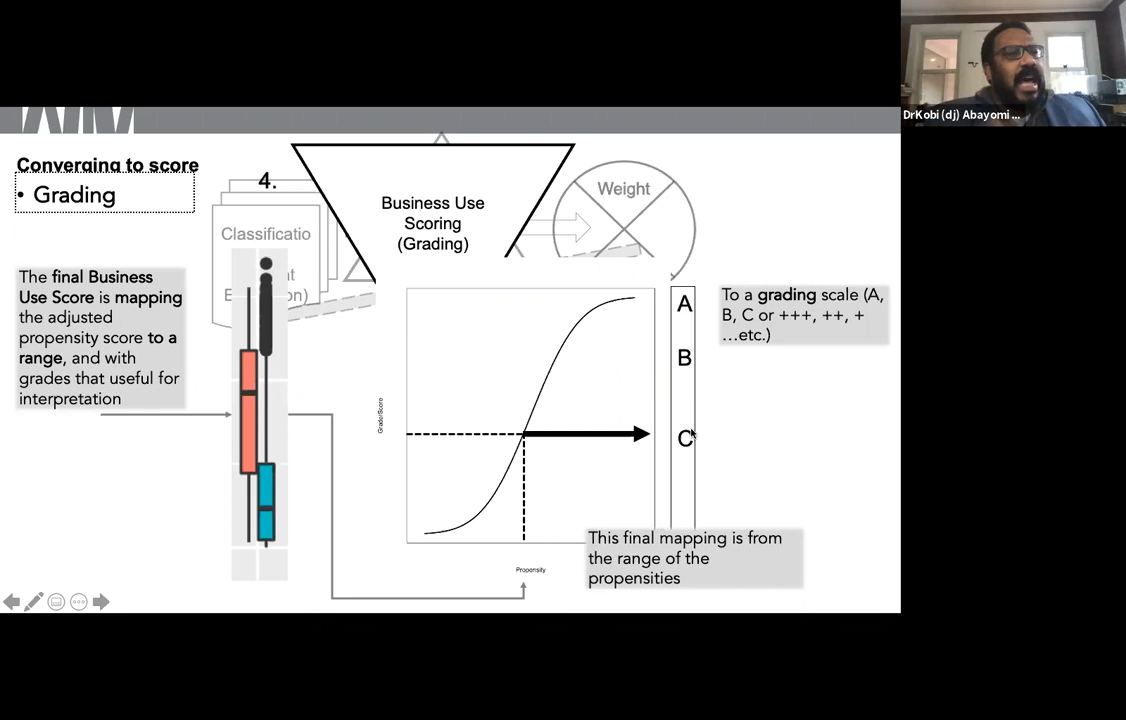 DrKobi (dj) Abayomi ...
Converging to score
• Grading
4.
Business Use
Scoring
(Grading)
Weight
Classificatio
The final Business
Use Score is mapping
the adjusted
propensity score to a
range, and with
grades that useful for
interpretation
Grade/Score
Propensity
A
B
C
To a grading scale (A,
B, C or +++, ++, +
...etc.)
This final mapping is from
the range of the
propensities